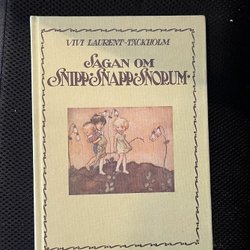 VIVI LAURENT-TÄCKHOLM
SAGAN OM
SNIPP·SNAPP·SNORUM·